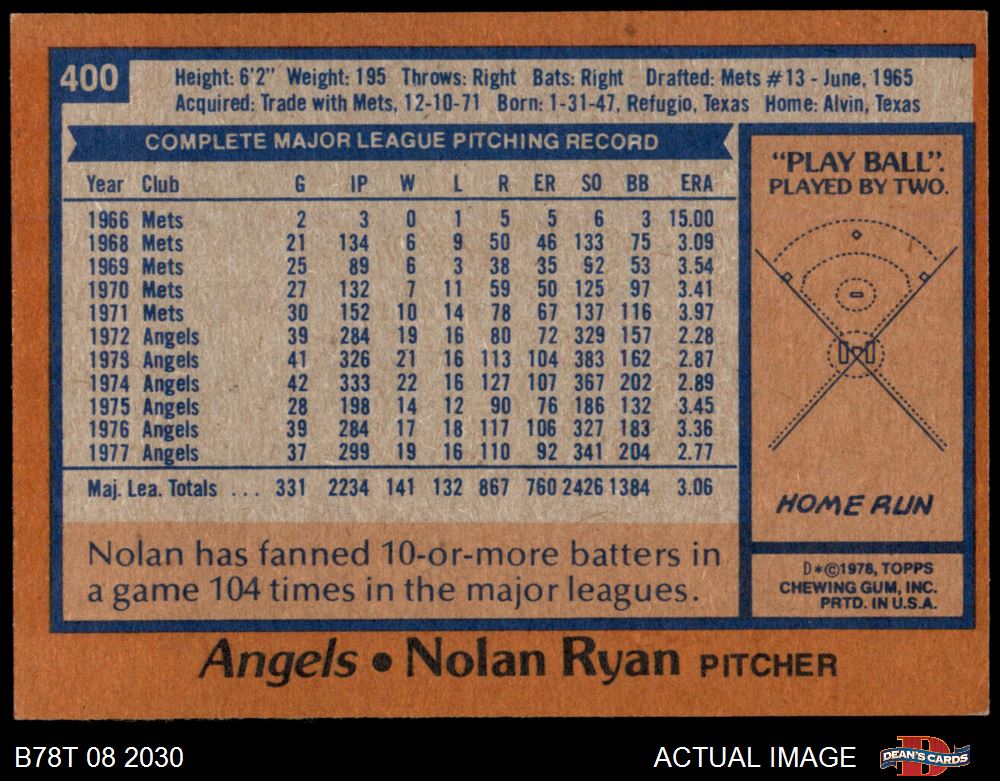 400
Height: 6'2" Weight: 195 Throws: Right Bats: Right Drafted: Mets #13 - June, 1965
Acquired: Trade with Mets, 12-10-71 Born: 1-31-47, Refugio, Texas Home: Alvin, Texas
COMPLETE MAJOR LEAGUE PITCHING RECORD
Year Club G IP W L R ER SO BB ERA
1966 Mets 2 3 0 1 5 5 6 3 15.00
1968 Mets 21 134 6 9 50 46 133 75 3.09
1969 Mets 25 89 6 3 38 35 92 53 3.54
1970 Mets 27 132 7 11 59 50 125 97 3.41
1971 Mets 30 152 10 14 78 67 137 116 3.97
1972 Angels 39 284 19 16 80 72 329 157 2.28
1973 Angels 41 326 21 16 113 104 383 162 2.87
1974 Angels 42 333 22 16 127 107 367 202 2.89
1975 Angels 28 198 14 12 90 76 186 132 3.45
1976 Angels 39 284 17 18 117 106 327 183 3.36
1977 Angels 37 299 19 16 110 92 341 204 2.77
Maj. Lea. Totals ... 331 2234 141 132 867 760 2426 1384 3.06
Nolan has fanned 10-or-more batters in
a game 104 times in the major leagues.
"PLAY BALL".
PLAYED BY TWO.
HOME RUN
D*©1978, TOPPS
CHEWING GUM, INC.
PRTD. IN U.S.A.
Angels • Nolan Ryan PITCHER
B78T 08 2030
ACTUAL IMAGE
DEAN'S CARDS